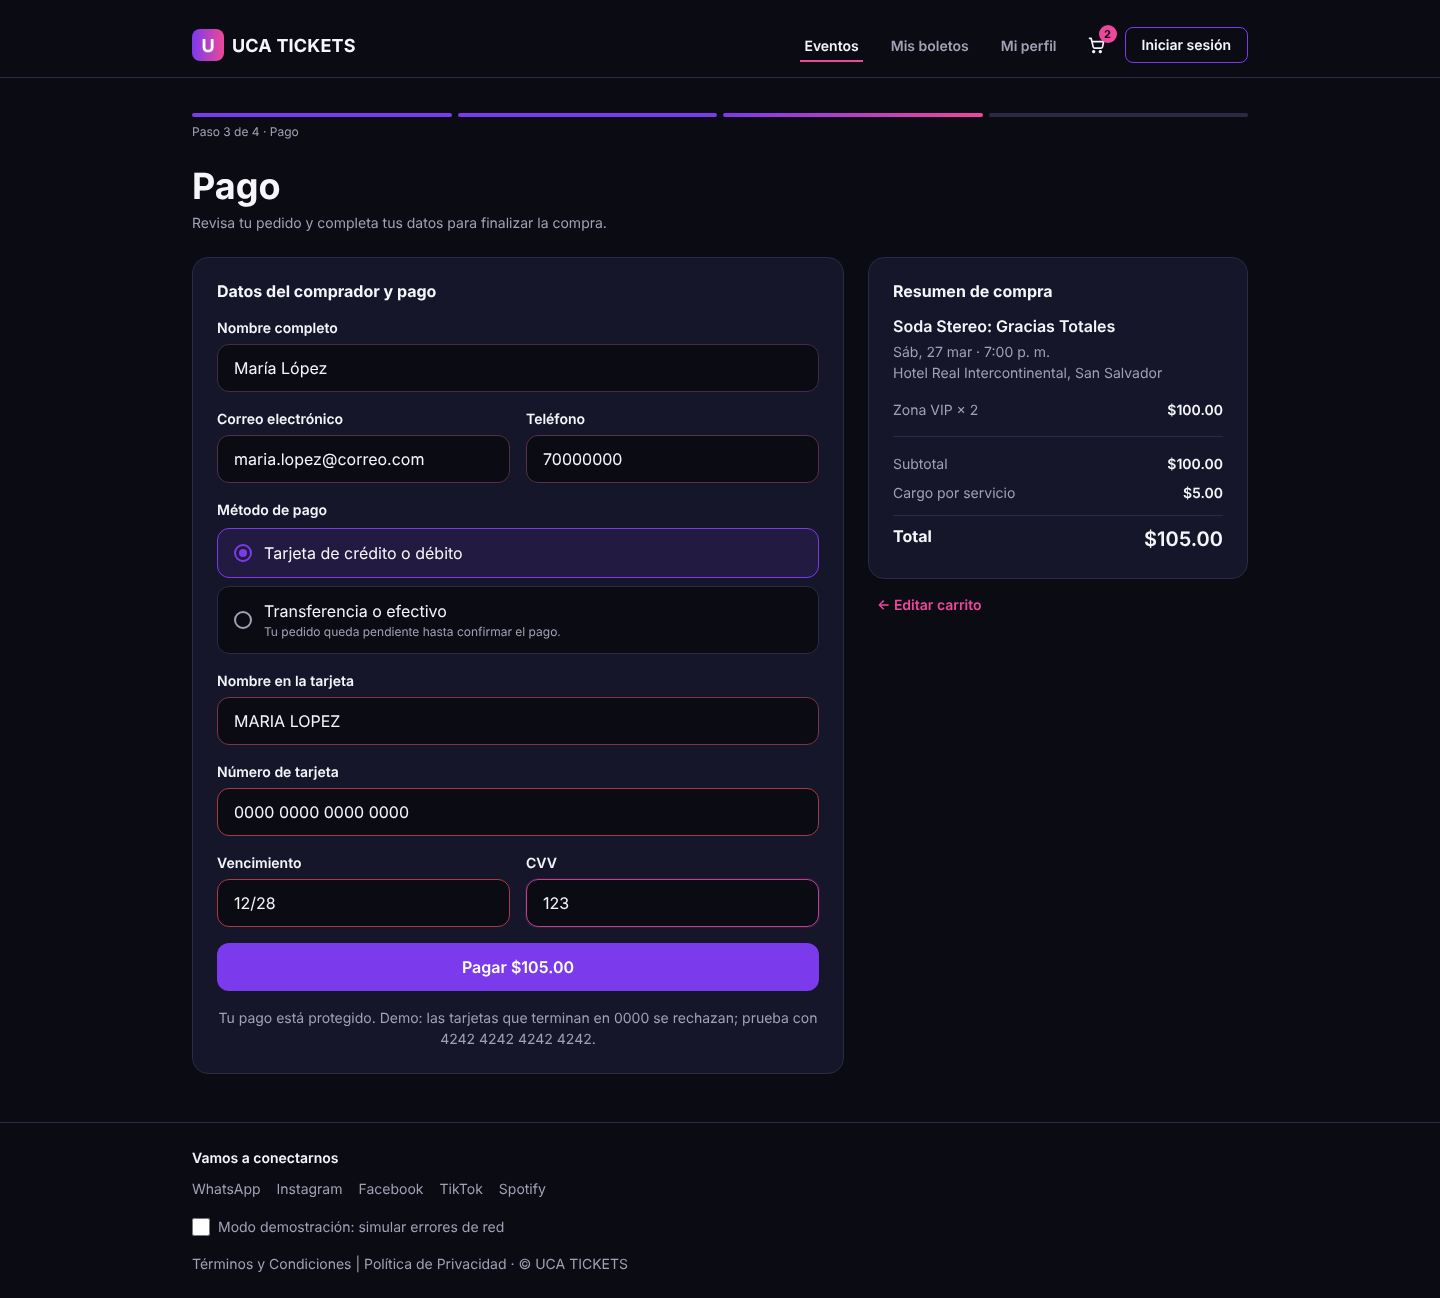 U UCA TICKETS
Eventos
Mis boletos
Mi perfil
2
Iniciar sesión
Paso 3 de 4 · Pago
Pago
Revisa tu pedido y completa tus datos para finalizar la compra.
Datos del comprador y pago
Nombre completo
María López
Correo electrónico
Teléfono
maria.lopez@correo.com
70000000
Método de pago
Tarjeta de crédito o débito
Transferencia o efectivo
Tu pedido queda pendiente hasta confirmar el pago.
Nombre en la tarjeta
MARIA LOPEZ
Número de tarjeta
0000 0000 0000 0000
Vencimiento
CVV
12/28
123
Pagar $105.00
Tu pago está protegido. Demo: las tarjetas que terminan en 0000 se rechazan; prueba con
4242 4242 4242 4242.
Resumen de compra
Soda Stereo: Gracias Totales
Sáb, 27 mar · 7:00 p. m.
Hotel Real Intercontinental, San Salvador
Zona VIP × 2 $100.00
Subtotal $100.00
Cargo por servicio $5.00
Total $105.00
← Editar carrito
Vamos a conectarnos
WhatsApp Instagram Facebook TikTok Spotify
Modo demostración: simular errores de red
Términos y Condiciones | Política de Privacidad · © UCA TICKETS